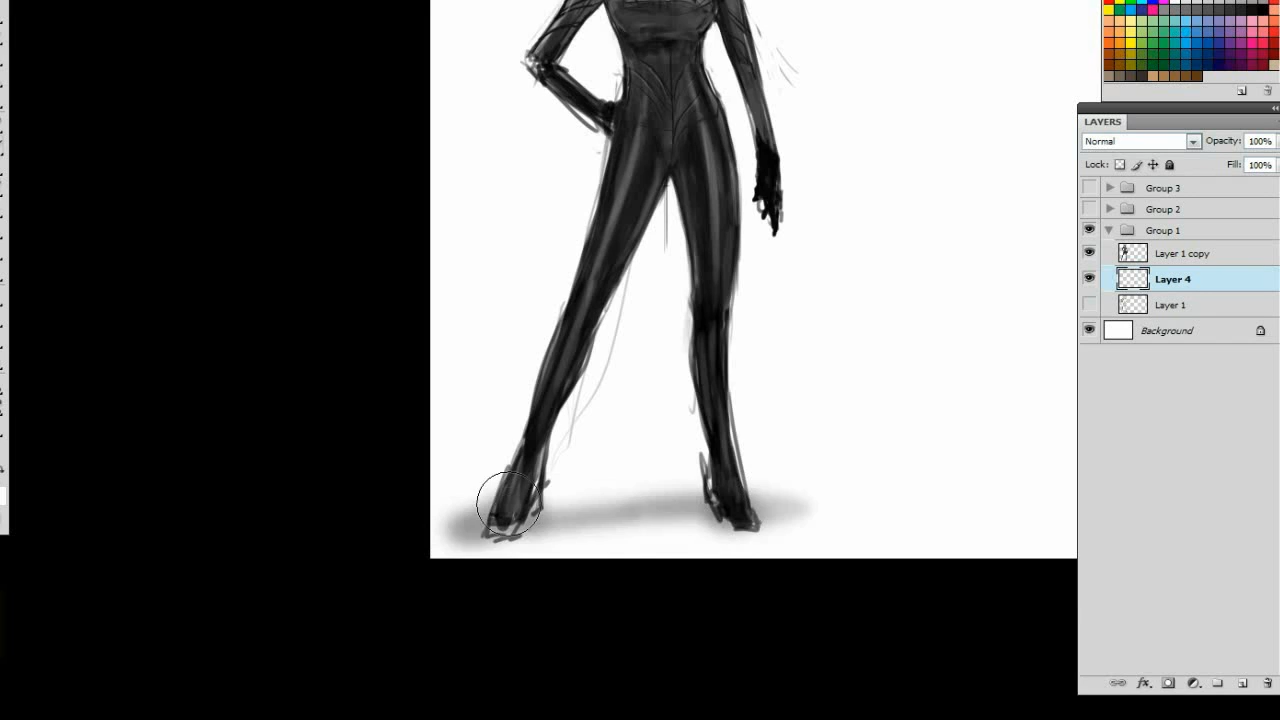 LAYERS
Normal Opacity: 100%
Lock: Fill: 100%
Group 3
Group 2
Group 1
Layer 1 copy
Layer 4
Layer 1
Background
fx